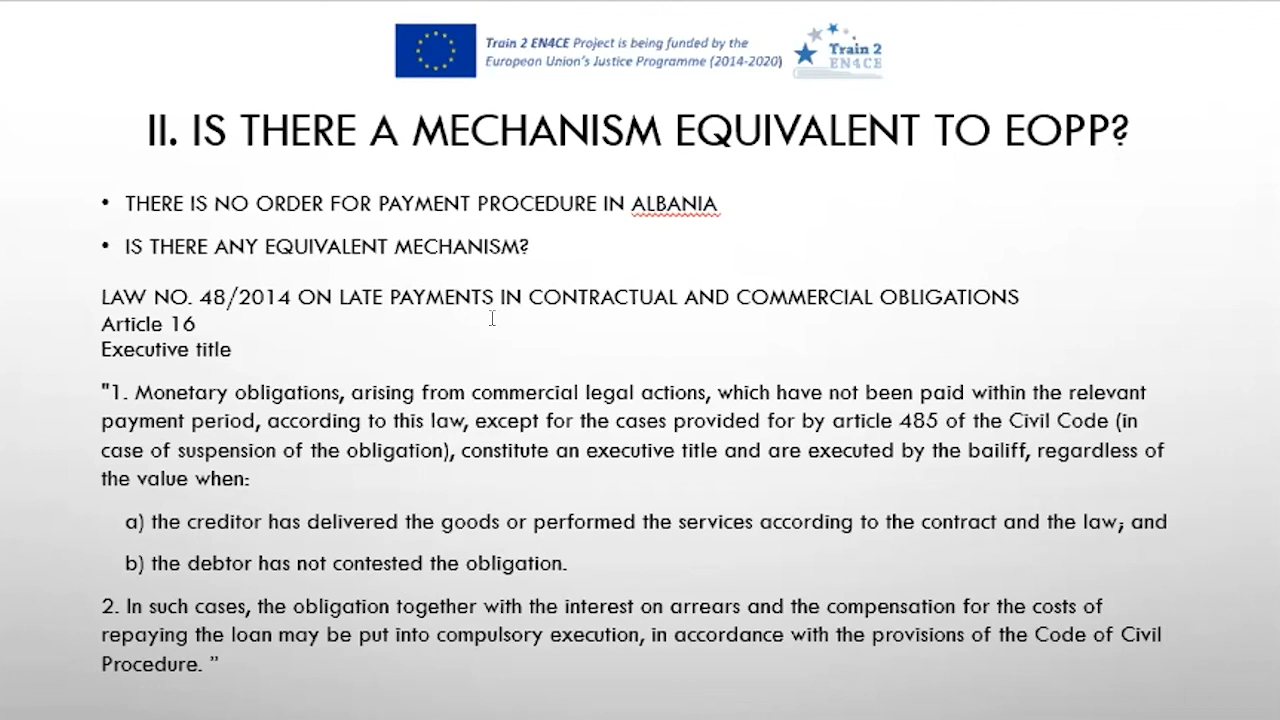 Train 2 EN4CE Project is being funded by the
European Union's Justice Programme (2014-2020)
Train 2
EN4CE
II. IS THERE A MECHANISM EQUIVALENT TO EOPP?
• THERE IS NO ORDER FOR PAYMENT PROCEDURE IN ALBANIA
• IS THERE ANY EQUIVALENT MECHANISM?
LAW NO. 48/2014 ON LATE PAYMENTS IN CONTRACTUAL AND COMMERCIAL OBLIGATIONS
Article 16
Executive title
"1. Monetary obligations, arising from commercial legal actions, which have not been paid within the relevant
payment period, according to this law, except for the cases provided for by article 485 of the Civil Code (in
case of suspension of the obligation), constitute an executive title and are executed by the bailiff, regardless of
the value when:
a) the creditor has delivered the goods or performed the services according to the contract and the law; and
b) the debtor has not contested the obligation.
2. In such cases, the obligation together with the interest on arrears and the compensation for the costs of
repaying the loan may be put into compulsory execution, in accordance with the provisions of the Code of Civil
Procedure. ”